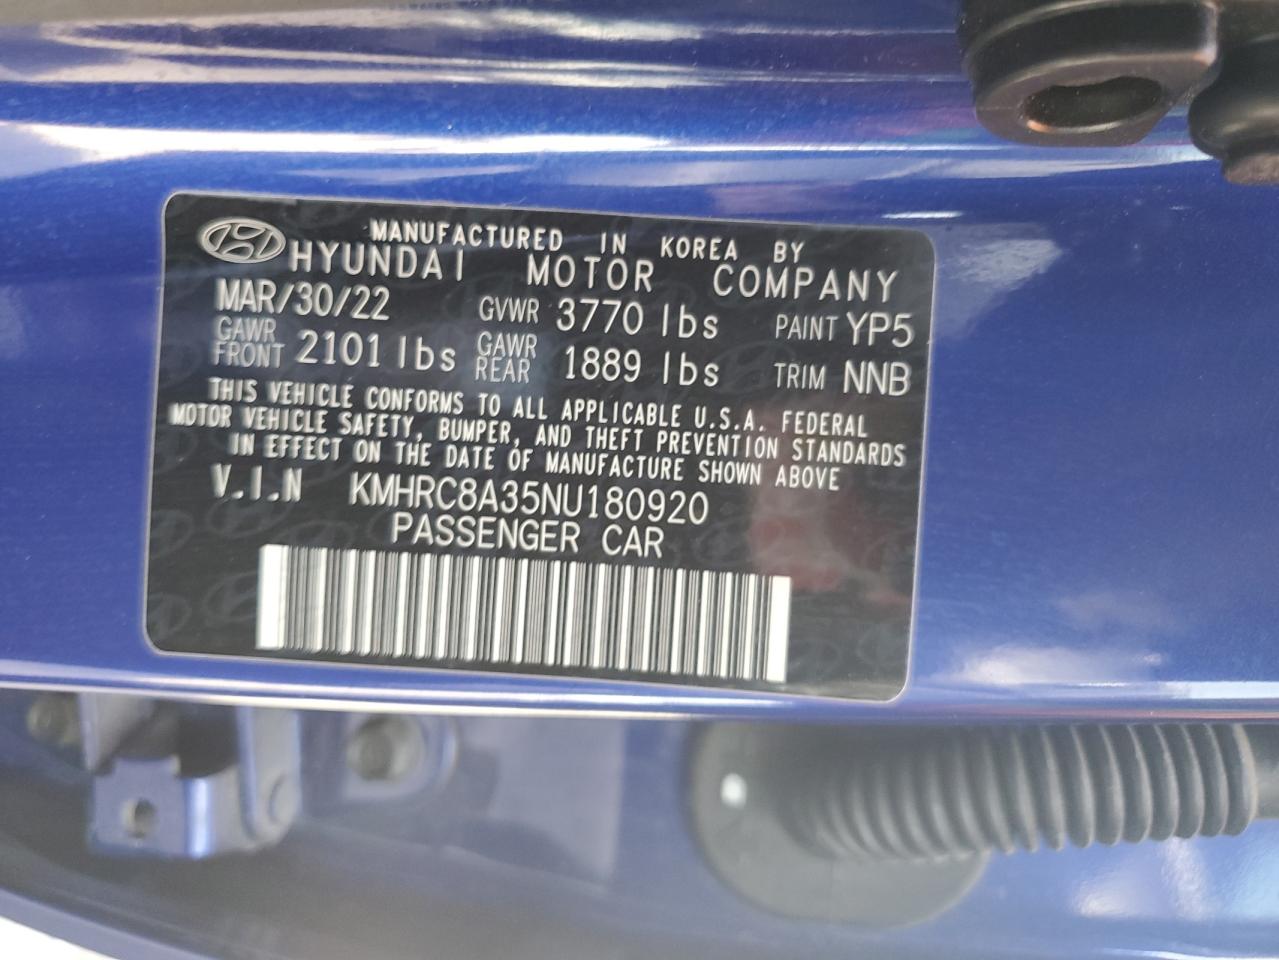 MANUFACTURED IN KOREA BY
HYUNDAI MOTOR COMPANY
MAR/30/22 GVWR 3770 lbs PAINT YP5
GAWR FRONT 2101 lbs GAWR REAR 1889 lbs TRIM NNB
THIS VEHICLE CONFORMS TO ALL APPLICABLE U.S.A. FEDERAL
MOTOR VEHICLE SAFETY, BUMPER, AND THEFT PREVENTION STANDARDS
IN EFFECT ON THE DATE OF MANUFACTURE SHOWN ABOVE
V.I.N KMHRC8A35NU180920
PASSENGER CAR